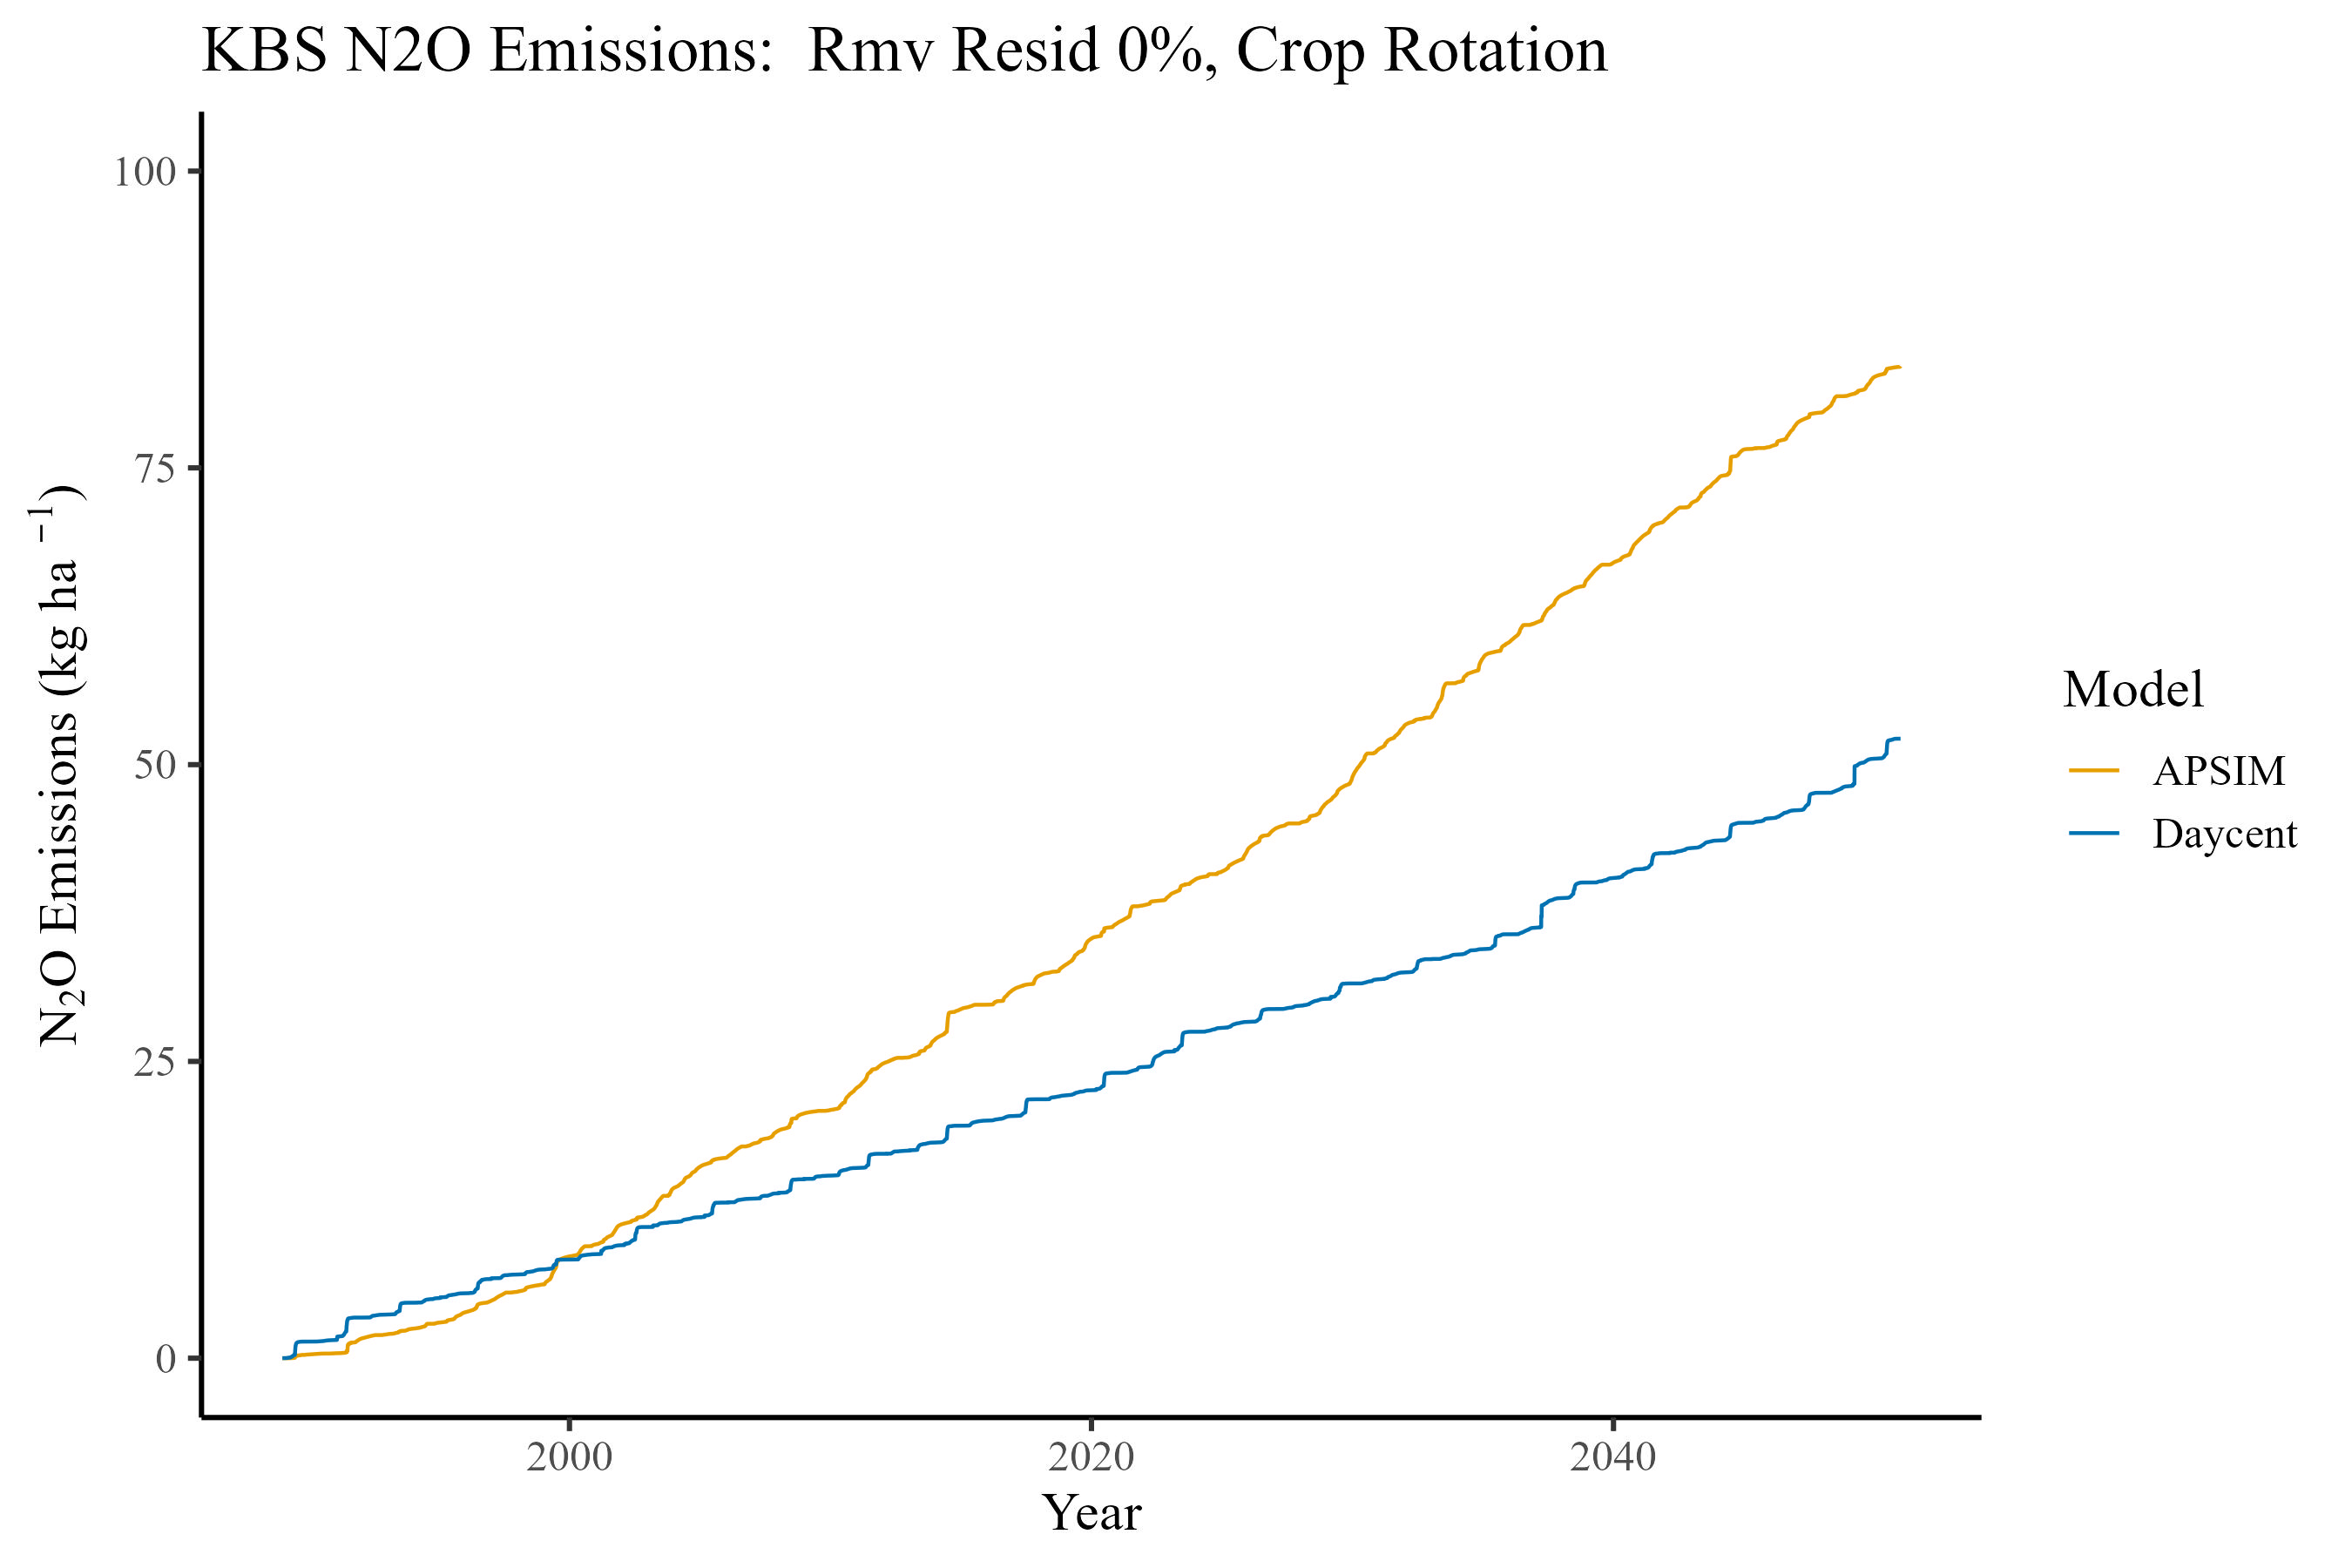 KBS N2O Emissions:  Rmv Resid 0%, Crop Rotation
N₂O Emissions (kg ha ⁻¹)
100
75
50
25
0
2000 2020 2040
Year
Model
APSIM
Daycent